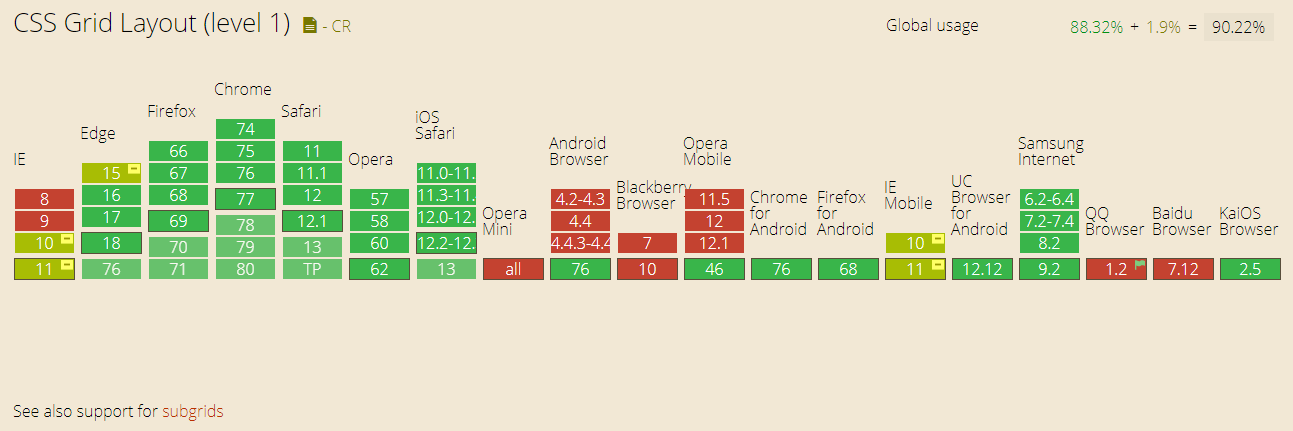 CSS Grid Layout (level 1) - CR
Global usage 88.32% + 1.9% = 90.22%
IE
8
9
10
11
Edge
15
16
17
18
76
Firefox
66
67
68
69
70
71
Chrome
74
75
76
77
78
79
80
Safari
11
11.1
12
12.1
13
TP
Opera
57
58
60
62
iOS
Safari
11.0-11.
11.3-11.
12.0-12.
12.2-12.
13
Opera
Mini
all
Android
Browser
4.2-4.3
4.4
4.4.3-4.4
76
Blackberry
Browser
7
10
Opera
Mobile
11.5
12
12.1
46
Chrome
for
Android
76
Firefox
for
Android
68
IE
Mobile
10
11
UC
Browser
for
Android
12.12
Samsung
Internet
6.2-6.4
7.2-7.4
8.2
9.2
QQ
Browser
1.2
Baidu
Browser
7.12
KaiOS
Browser
2.5
See also support for subgrids